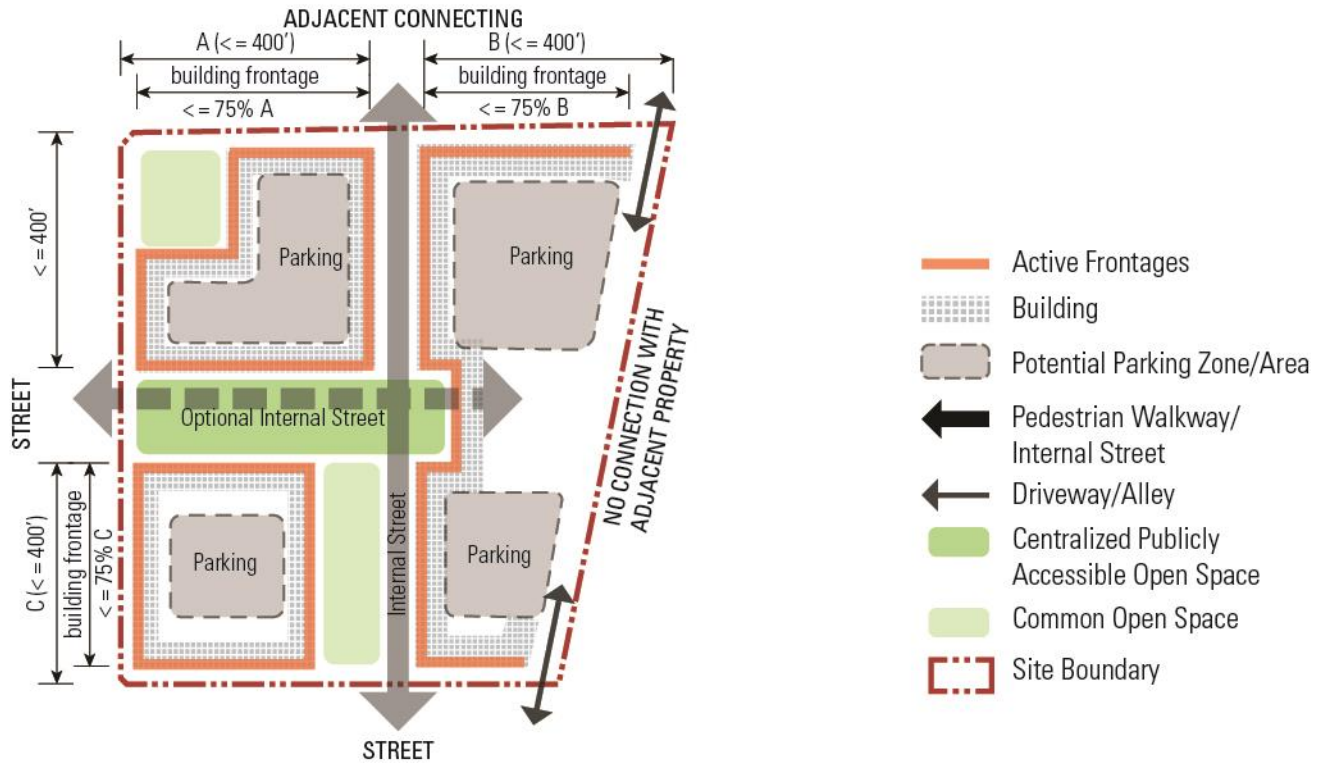 ADJACENT CONNECTING
A (< = 400’)
B (< = 400’)
building frontage
building frontage
< = 75% A
< = 75% B
< = 400’
Parking
Parking
STREET
Optional Internal Street
NO CONNECTION WITH
ADJACENT PROPERTY
C (< = 400’)
building frontage
< = 75% C
Parking
Internal Street
Parking
STREET
Active Frontages
Building
Potential Parking Zone/Area
Pedestrian Walkway/
Internal Street
Driveway/Alley
Centralized Publicly
Accessible Open Space
Common Open Space
Site Boundary